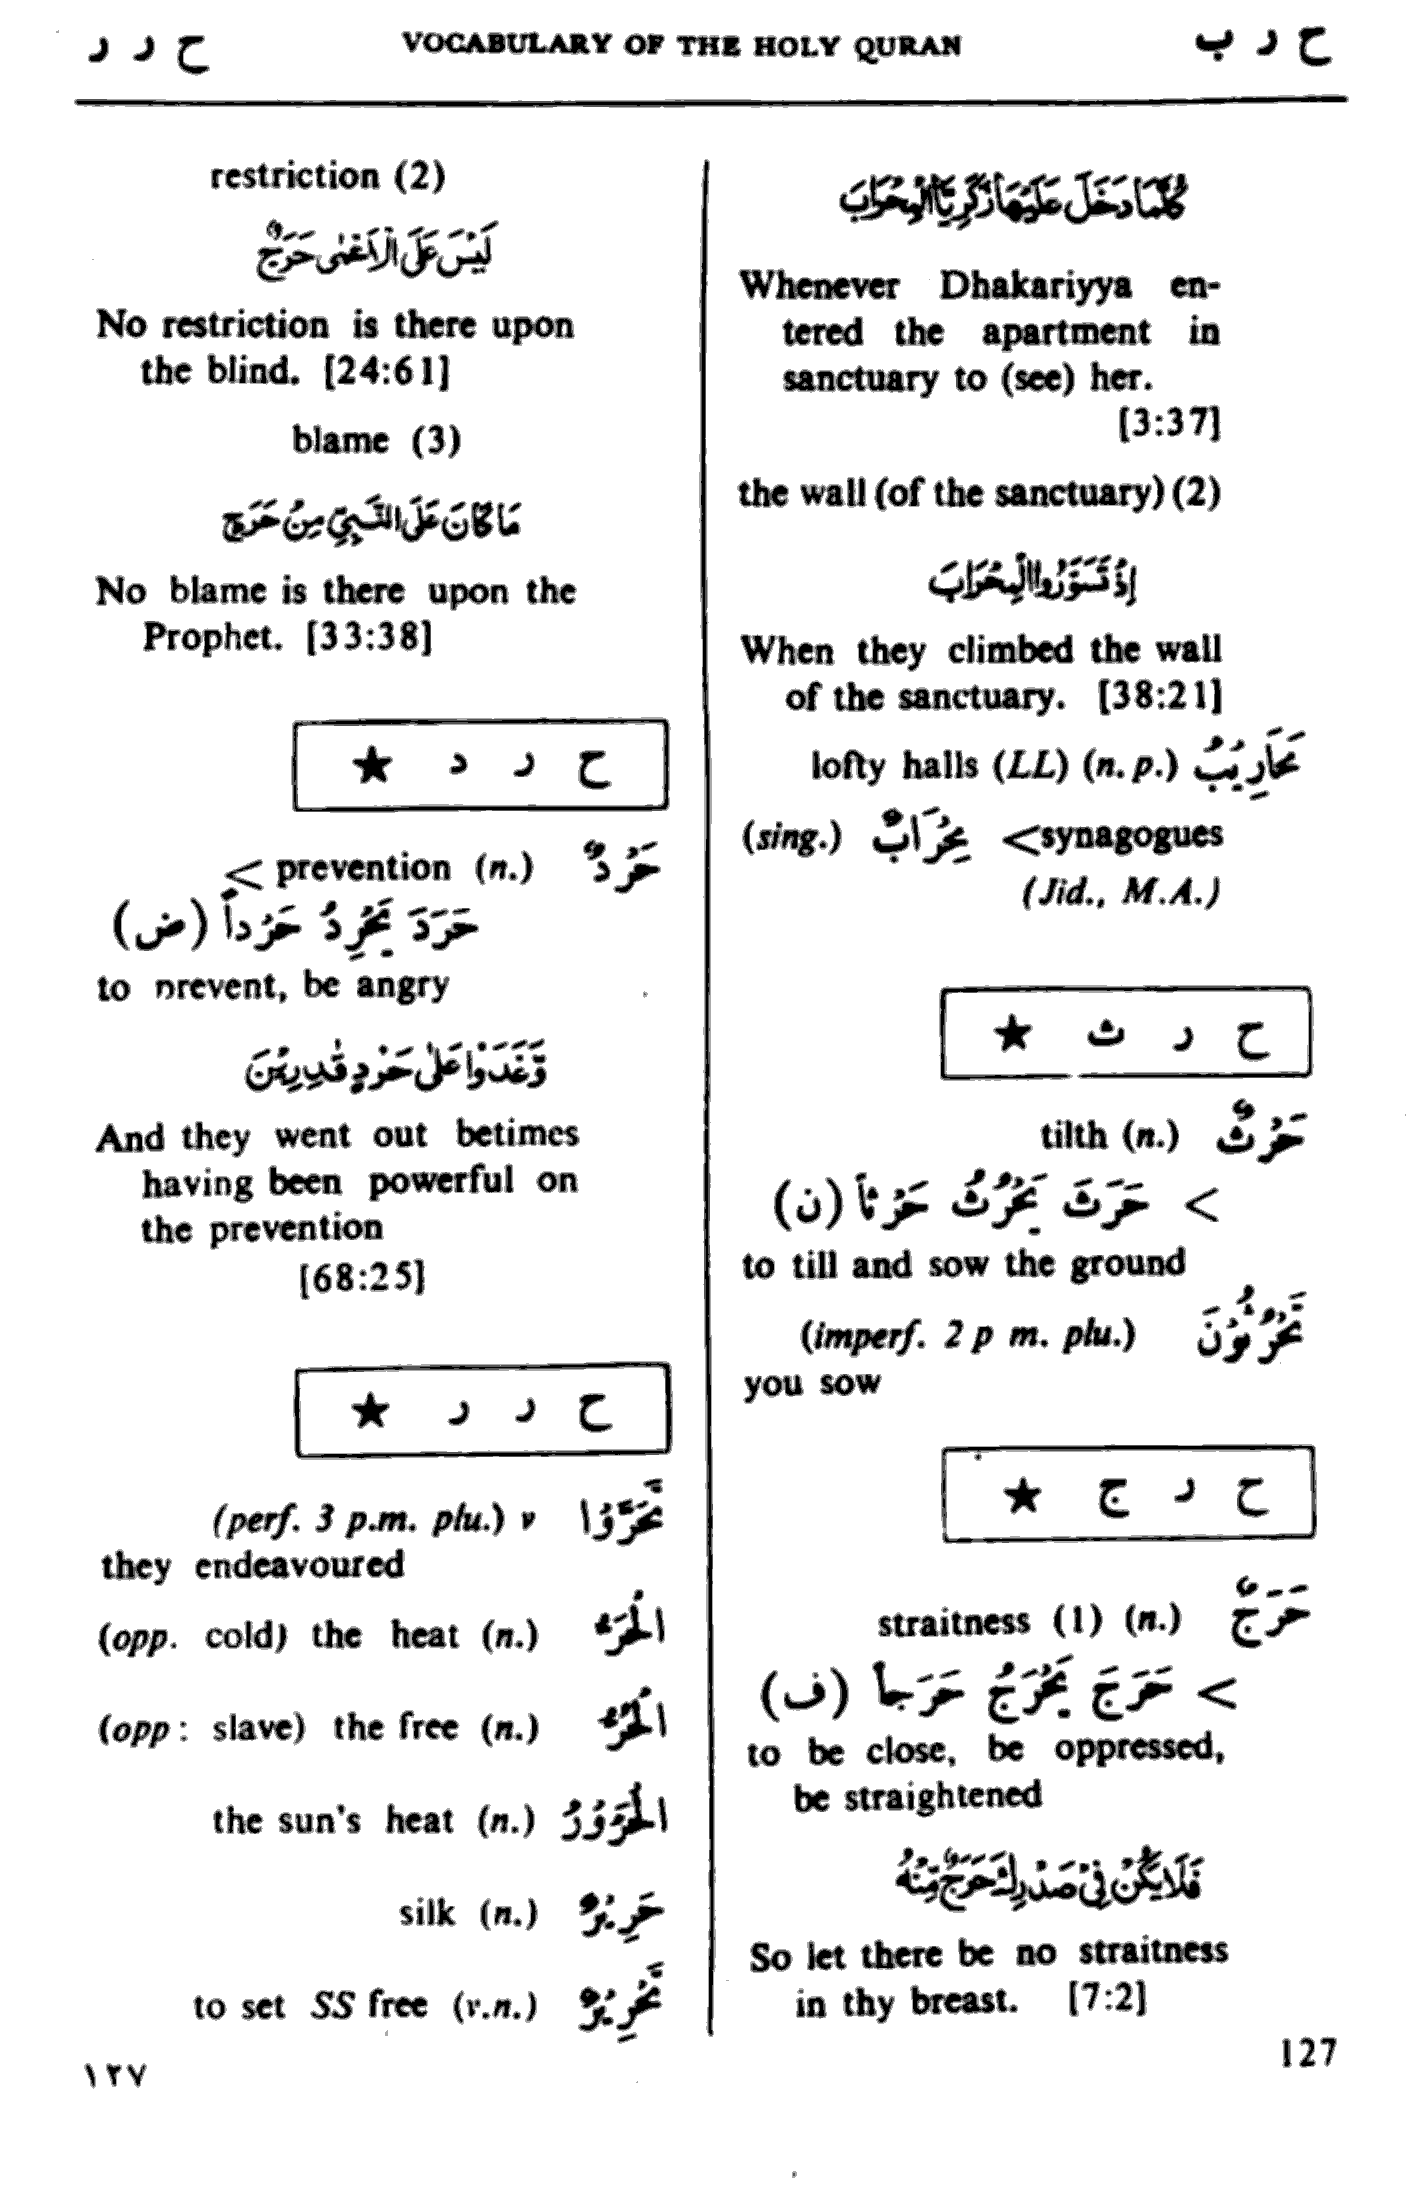 ح ر ر VOCABULARY OF THE HOLY QURAN ح ر ب
كُلَّمَا دَخَلَ عَلَيْهَا زَكَرِيَّا الْمِحْرَابَ
Whenever Dhakariyya en-
tered the apartment in
sanctuary to (see) her.
[3:37]
the wall (of the sanctuary) (2)
إِذْ تَسَوَّرُوا الْمِحْرَابَ
When they climbed the wall
of the sanctuary. [38:21]
lofty halls (LL) (n. p.) مَحَارِيبُ
(sing.) مِحْرَابٌ <synagogues
(Jid., M.A.)
ح ر ث ★
tilth (n.) حَرْثٌ
< حَرَثَ يَحْرُثُ حَرْثاً (ن)
to till and sow the ground
(imperf. 2 p m. plu.) تَحْرُثُونَ
you sow
ح ر ج ★
straitness (1) (n.) حَرَجٌ
< حَرَجَ يَحْرَجُ حَرَجاً (ف)
to be close, be oppressed,
be straightened
فَلَا يَكُنْ فِيْ صَدْرِكَ حَرَجٌ مِّنْهُ
So let there be no straitness
in thy breast. [7:2]
restriction (2)
لَيْسَ عَلَى الْاَعْمٰى حَرَجٌ
No restriction is there upon
the blind. [24:61]
blame (3)
مَا كَانَ عَلَى النَّبِيِّ مِنْ حَرَجٍ
No blame is there upon the
Prophet. [33:38]
ح ر د ★
< prevention (n.) حَرْدٌ
حَرَدَ يَحْرِدُ حَرْداً (ض)
to prevent, be angry
وَّغَدَوْا عَلٰى حَرْدٍ قٰدِرِيْنَ
And they went out betimes
having been powerful on
the prevention
[68:25]
ح ر ر ★
(perf. 3 p.m. plu.) v تَحَرَّوْا
they endeavoured
(opp. cold) the heat (n.) الْحَرُّ
(opp: slave) the free (n.) الْحُرُّ
the sun's heat (n.) الْحَرُوْرُ
silk (n.) حَرِيرٌ
to set SS free (v.n.) تَحْرِيرٌ
١٢٧ 127